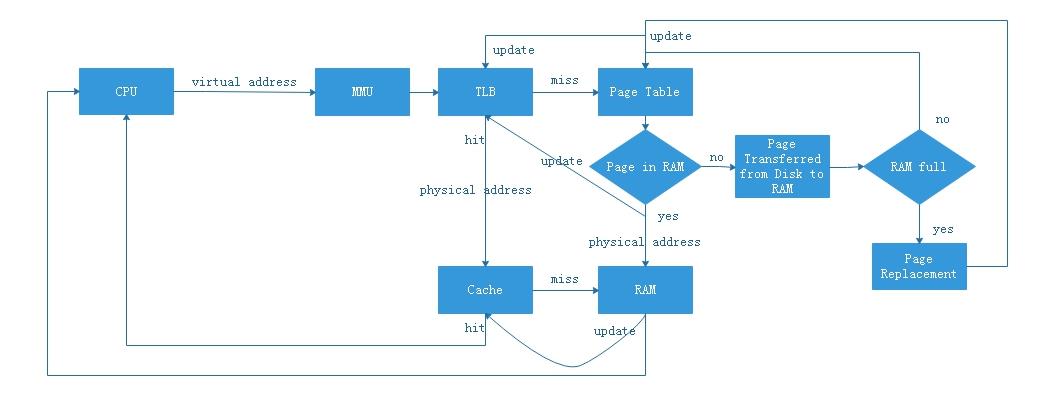 update
update
CPU
virtual address
MMU
TLB
miss
Page Table
no
hit
update
Page in RAM
no
Page
Transferred
from Disk to
RAM
RAM full
physical address
yes
yes
physical address
Page
Replacement
Cache
miss
RAM
hit
update